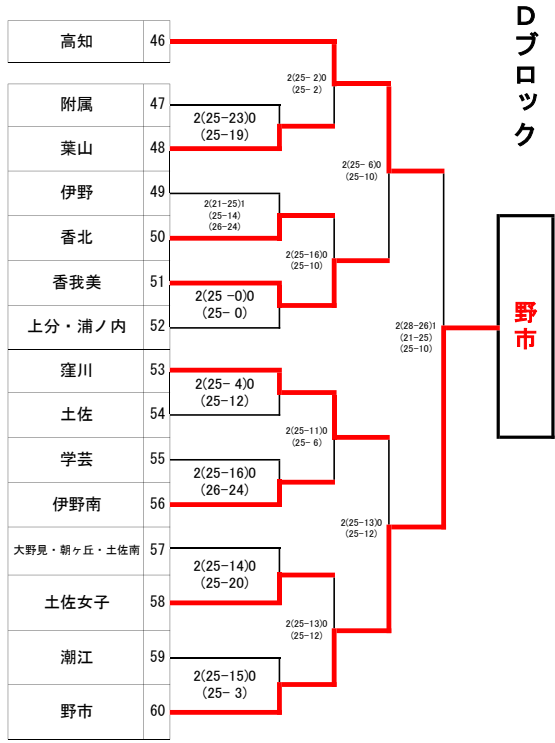 Dブロック
高知 46
附属 47
葉山 48
伊野 49
香北 50
香我美 51
上分・浦ノ内 52
窪川 53
土佐 54
学芸 55
伊野南 56
大野見・朝ヶ丘・土佐南 57
土佐女子 58
潮江 59
野市 60
2(25-23)0
(25-19)
2(21-25)1
(25-14)
(26-24)
2(25 -0)0
(25- 0)
2(25- 4)0
(25-12)
2(25-16)0
(26-24)
2(25-14)0
(25-20)
2(25-15)0
(25- 3)
2(25- 2)0
(25- 2)
2(25-16)0
(25-10)
2(25-11)0
(25- 6)
2(25-13)0
(25-12)
2(25- 6)0
(25-10)
2(25-13)0
(25-12)
2(28-26)1
(21-25)
(25-10)
野市